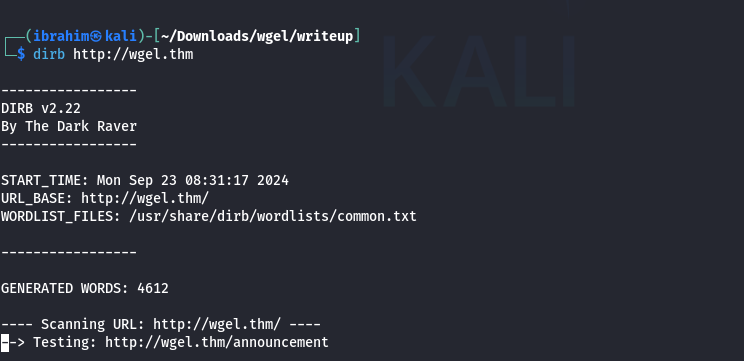 ┌──(ibrahim㉿kali)-[~/Downloads/wgel/writeup]
└─$ dirb http://wgel.thm
KALI
-----------------
DIRB v2.22
By The Dark Raver
-----------------
START_TIME: Mon Sep 23 08:31:17 2024
URL_BASE: http://wgel.thm/
WORDLIST_FILES: /usr/share/dirb/wordlists/common.txt
-----------------
GENERATED WORDS: 4612
---- Scanning URL: http://wgel.thm/ ----
--> Testing: http://wgel.thm/announcement